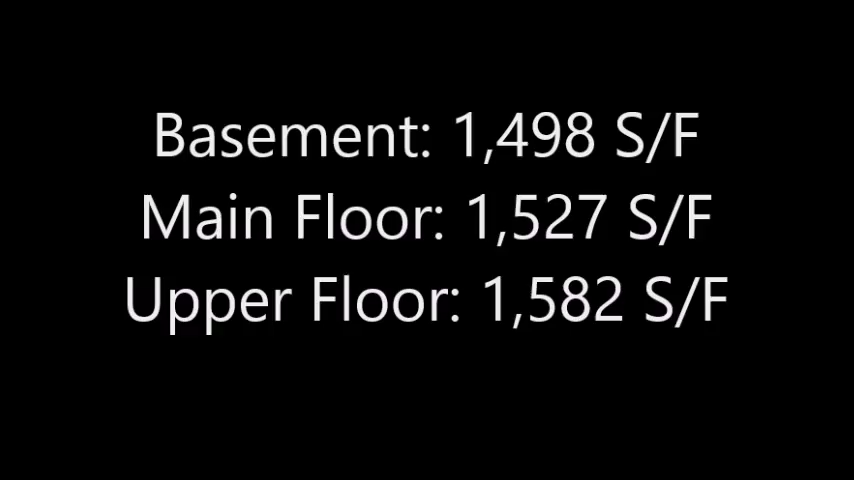 Basement: 1,498 S/F
Main Floor: 1,527 S/F
Upper Floor: 1,582 S/F